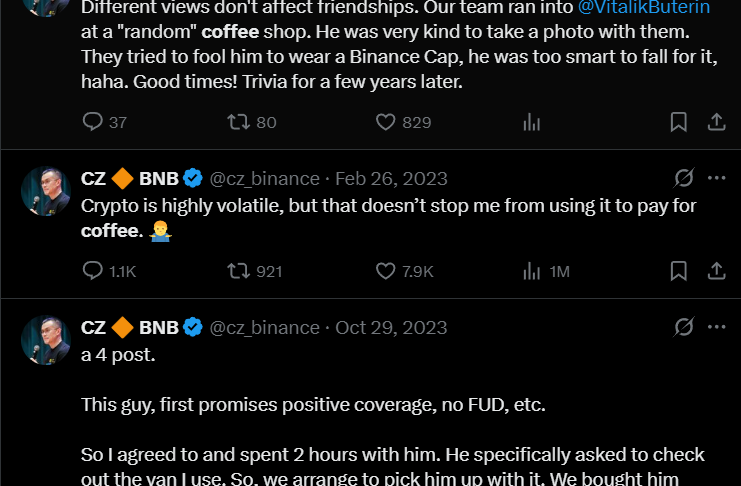 Different views don't affect friendships. Our team ran into @VitalikButerin
at a "random" coffee shop. He was very kind to take a photo with them.
They tried to fool him to wear a Binance Cap, he was too smart to fall for it,
haha. Good times! Trivia for a few years later.
37 80 829
CZ 🔶 BNB @cz_binance · Feb 26, 2023
Crypto is highly volatile, but that doesn’t stop me from using it to pay for
coffee. 🤷‍♂️
1.1K 921 7.9K 1M
CZ 🔶 BNB @cz_binance · Oct 29, 2023
a 4 post.
This guy, first promises positive coverage, no FUD, etc.
So I agreed to and spent 2 hours with him. He specifically asked to check
out the van I use. So, we arrange to pick him up with it. We bought him